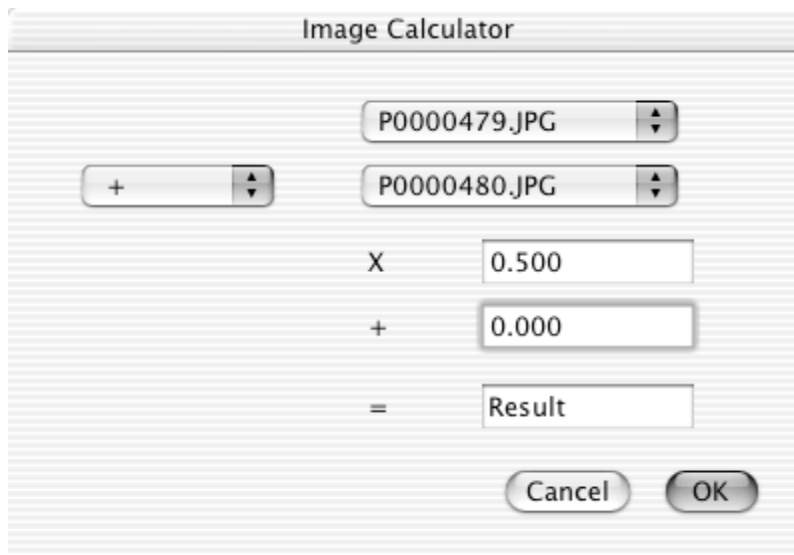 Image Calculator
P0000479.JPG
+ P0000480.JPG
X 0.500
+ 0.000
= Result
Cancel OK